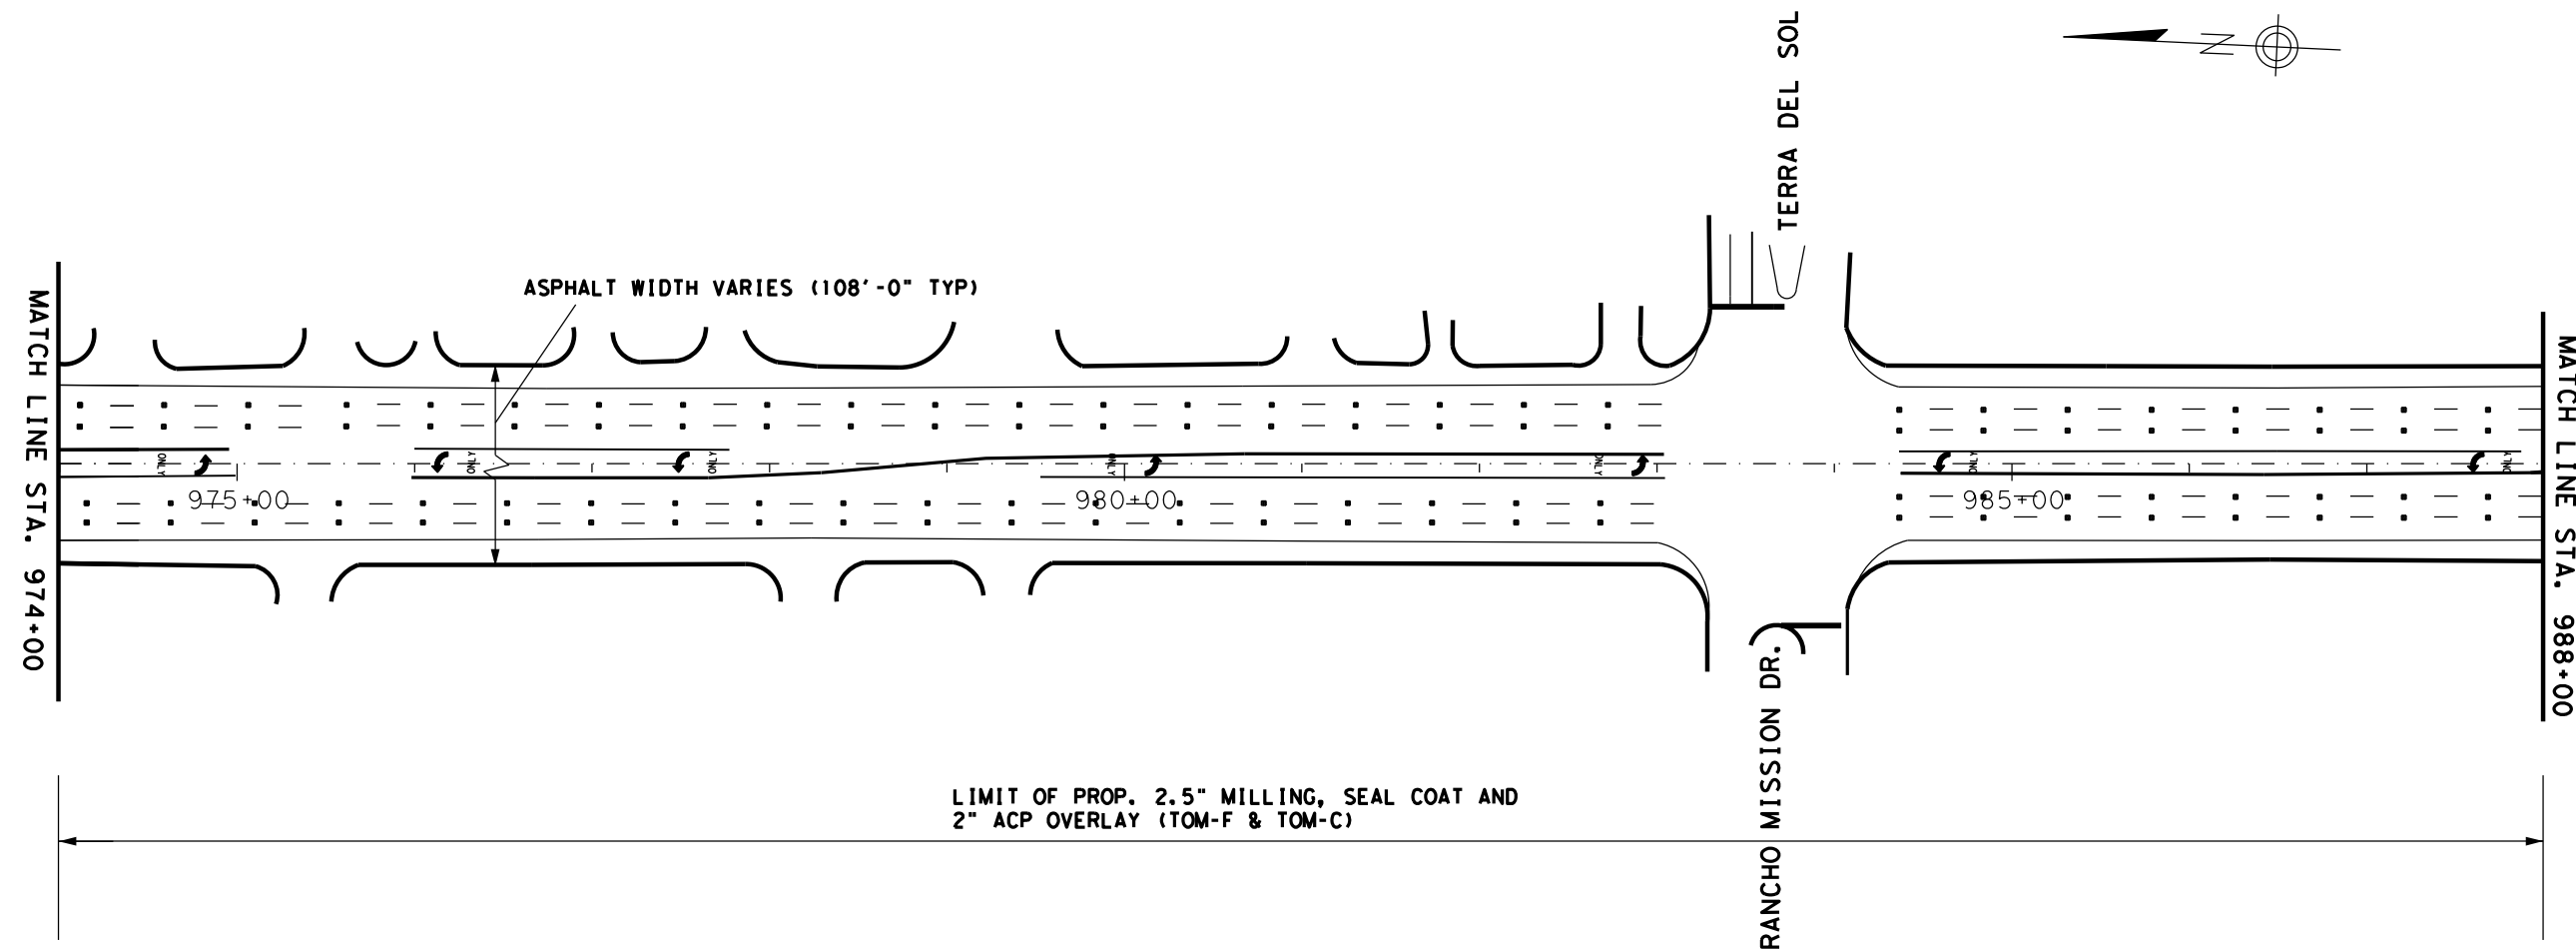 TERRA DEL SOL
N
ASPHALT WIDTH VARIES (108'-0" TYP)
MATCH LINE STA. 974+00
MATCH LINE STA. 988+00
ONLY
ONLY
ONLY
ONLY
ONLY
ONLY
ONLY
975+00
980+00
985+00
RANCHO MISSION DR.
LIMIT OF PROP. 2.5" MILLING, SEAL COAT AND
2" ACP OVERLAY (TOM-F & TOM-C)